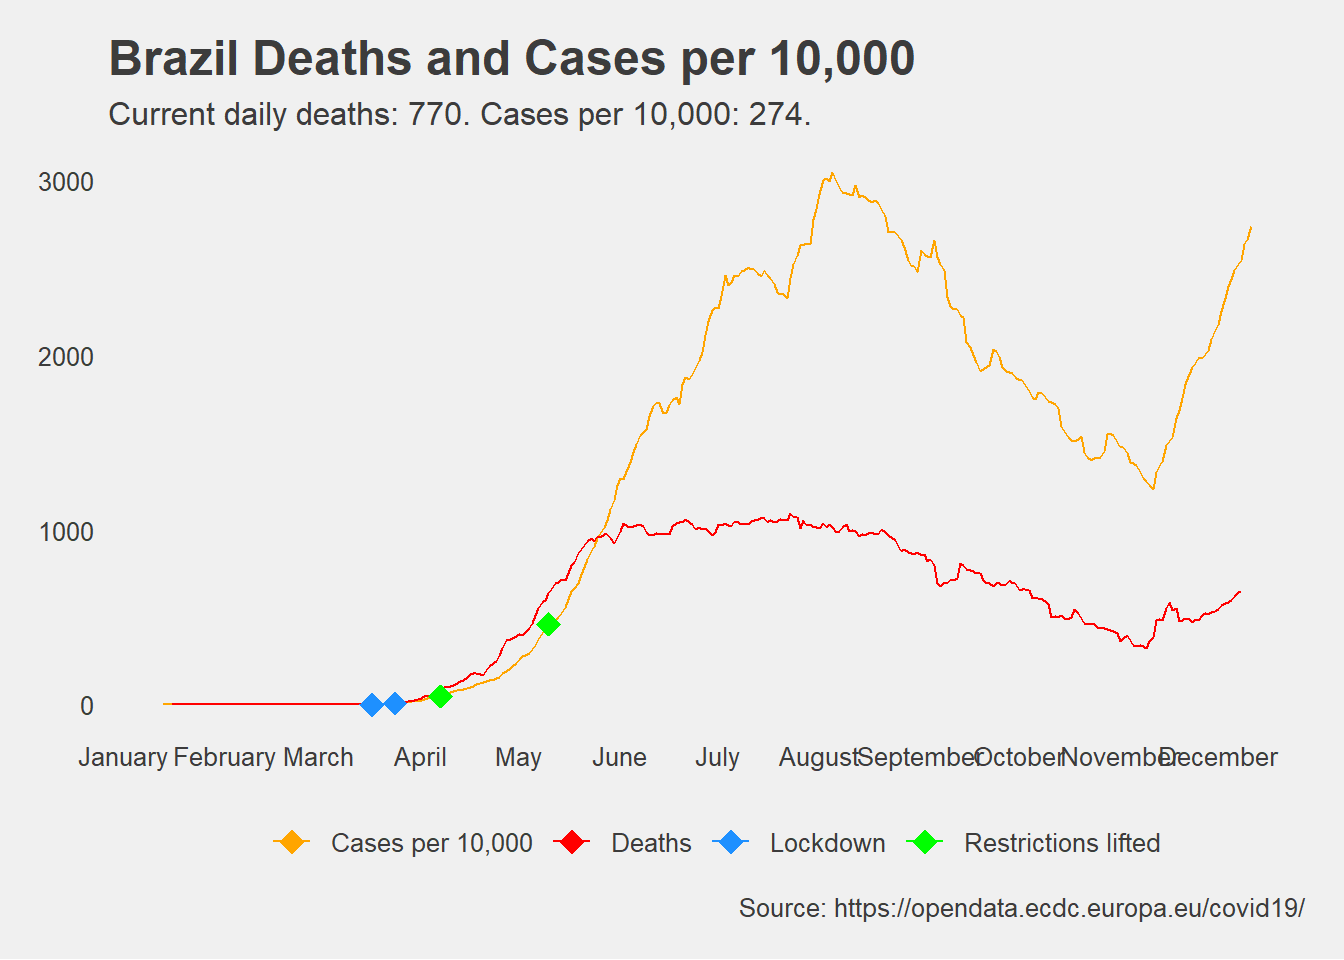 Brazil Deaths and Cases per 10,000
Current daily deaths: 770. Cases per 10,000: 274.
3000
2000
1000
0
January February March April May June July August September October November December
Cases per 10,000 Deaths Lockdown Restrictions lifted
Source: https://opendata.ecdc.europa.eu/covid19/